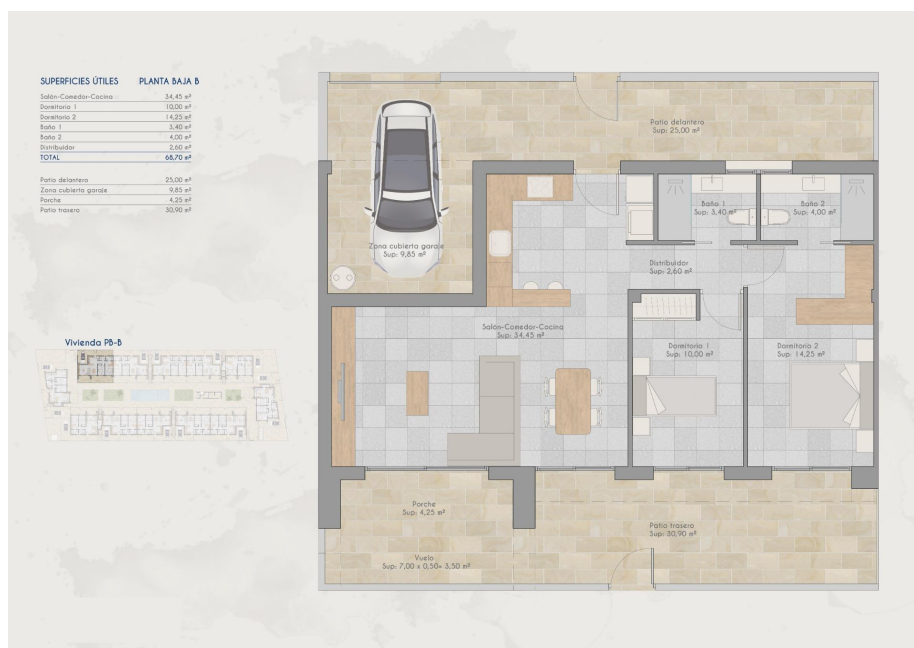 SUPERFICIES ÚTILES PLANTA BAJA B
Salón-Comedor-Cocina 34,45 m²
Dormitorio 1 10,00 m²
Dormitorio 2 14,25 m²
Baño 1 3,40 m²
Baño 2 4,00 m²
Distribuidor 2,60 m²
TOTAL 68,70 m²
Patio delantero 25,00 m²
Zona cubierta garaje 9,85 m²
Porche 4,25 m²
Patio trasero 30,90 m²
Vivienda PB-B
Patio delantero
Sup: 25,00 m²
Baño 1
Sup: 3,40 m²
Baño 2
Sup: 4,00 m²
Zona cubierta garaje
Sup: 9,85 m²
Distribuidor
Sup: 2,60 m²
Salón-Comedor-Cocina
Sup: 34,45 m²
Dormitorio 1
Sup: 10,00 m²
Dormitorio 2
Sup: 14,25 m²
Porche
Sup: 4,25 m²
Patio trasero
Sup: 30,90 m²
Vuelo
Sup: 7,00 x 0,50= 3,50 m²